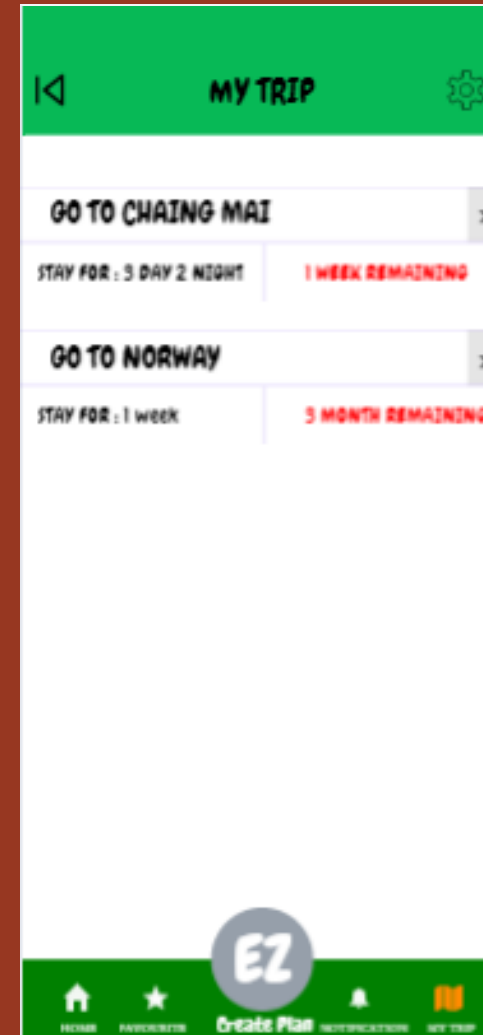 MY TRIP
GO TO CHAING MAI
STAY FOR : 3 DAY 2 NIGHT
1 WEEK REMAINING
GO TO NORWAY
STAY FOR : 1 week
3 MONTH REMAINING
EZ
Create Plan
HOME
FAVOURITE
NOTIFICATION
MY TRIP